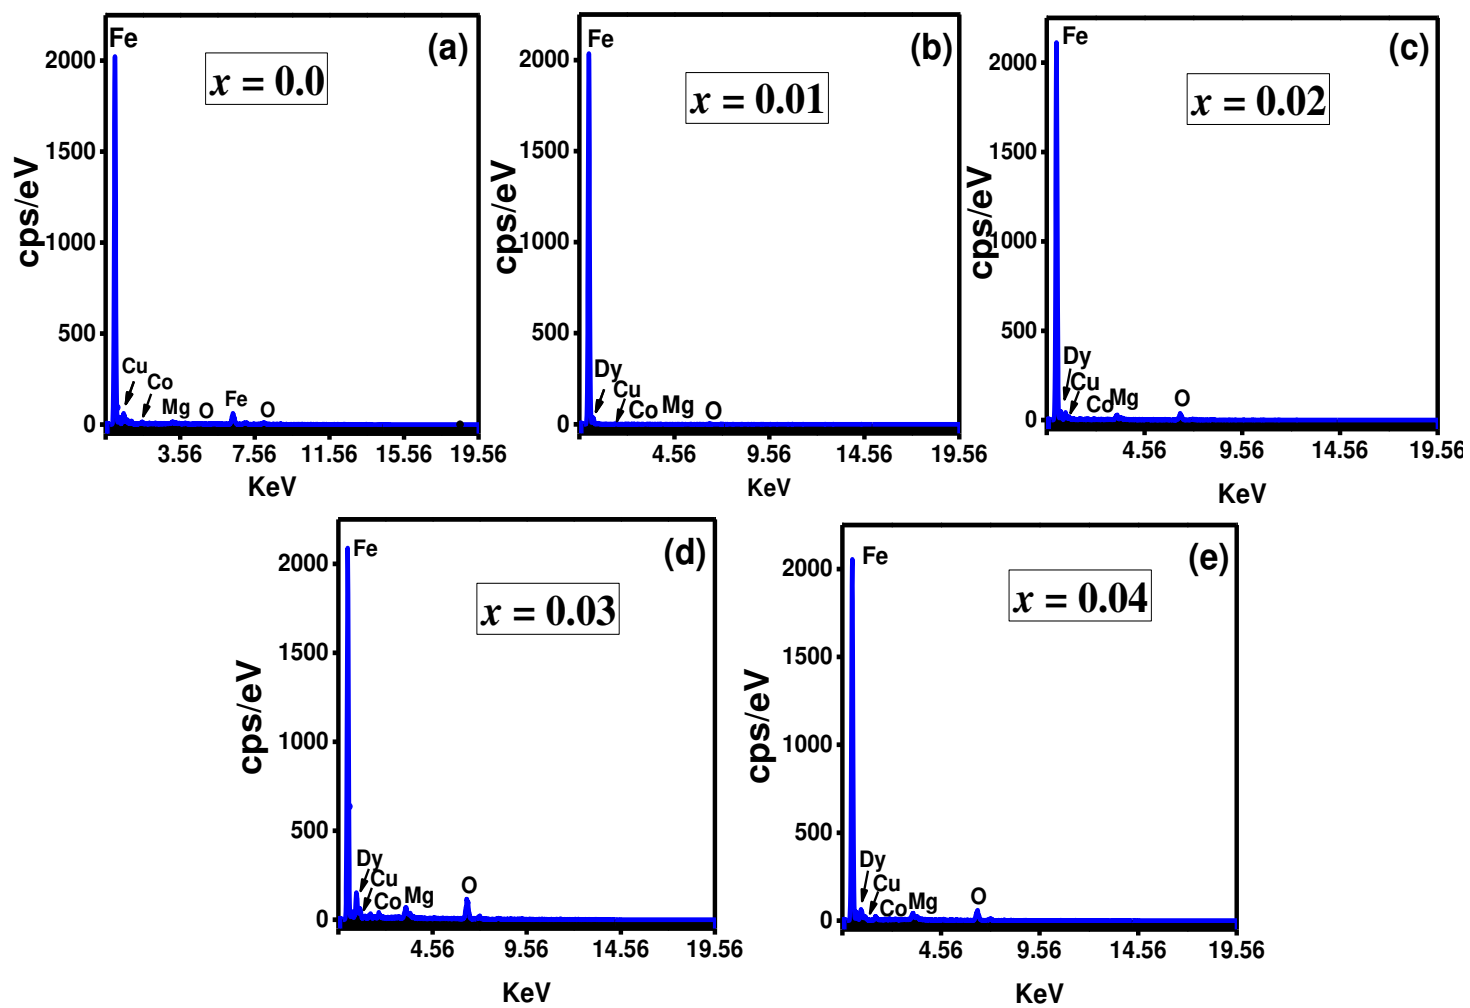 Fe
(a)
x = 0.0
2000
1500
1000
500
0
cps/eV
Cu
Co
Mg
O
Fe
O
3.56
7.56
11.56
15.56
19.56
KeV
Fe
(b)
x = 0.01
2000
1500
1000
500
0
cps/eV
Dy
Cu
Co
Mg
O
4.56
9.56
14.56
19.56
KeV
Fe
(c)
x = 0.02
2000
1500
1000
500
0
cps/eV
Dy
Cu
Co
Mg
O
4.56
9.56
14.56
19.56
KeV
Fe
(d)
x = 0.03
2000
1500
1000
500
0
cps/eV
Dy
Cu
Co
Mg
O
4.56
9.56
14.56
19.56
KeV
Fe
(e)
x = 0.04
2000
1500
1000
500
0
cps/eV
Dy
Cu
Co
Mg
O
4.56
9.56
14.56
19.56
KeV